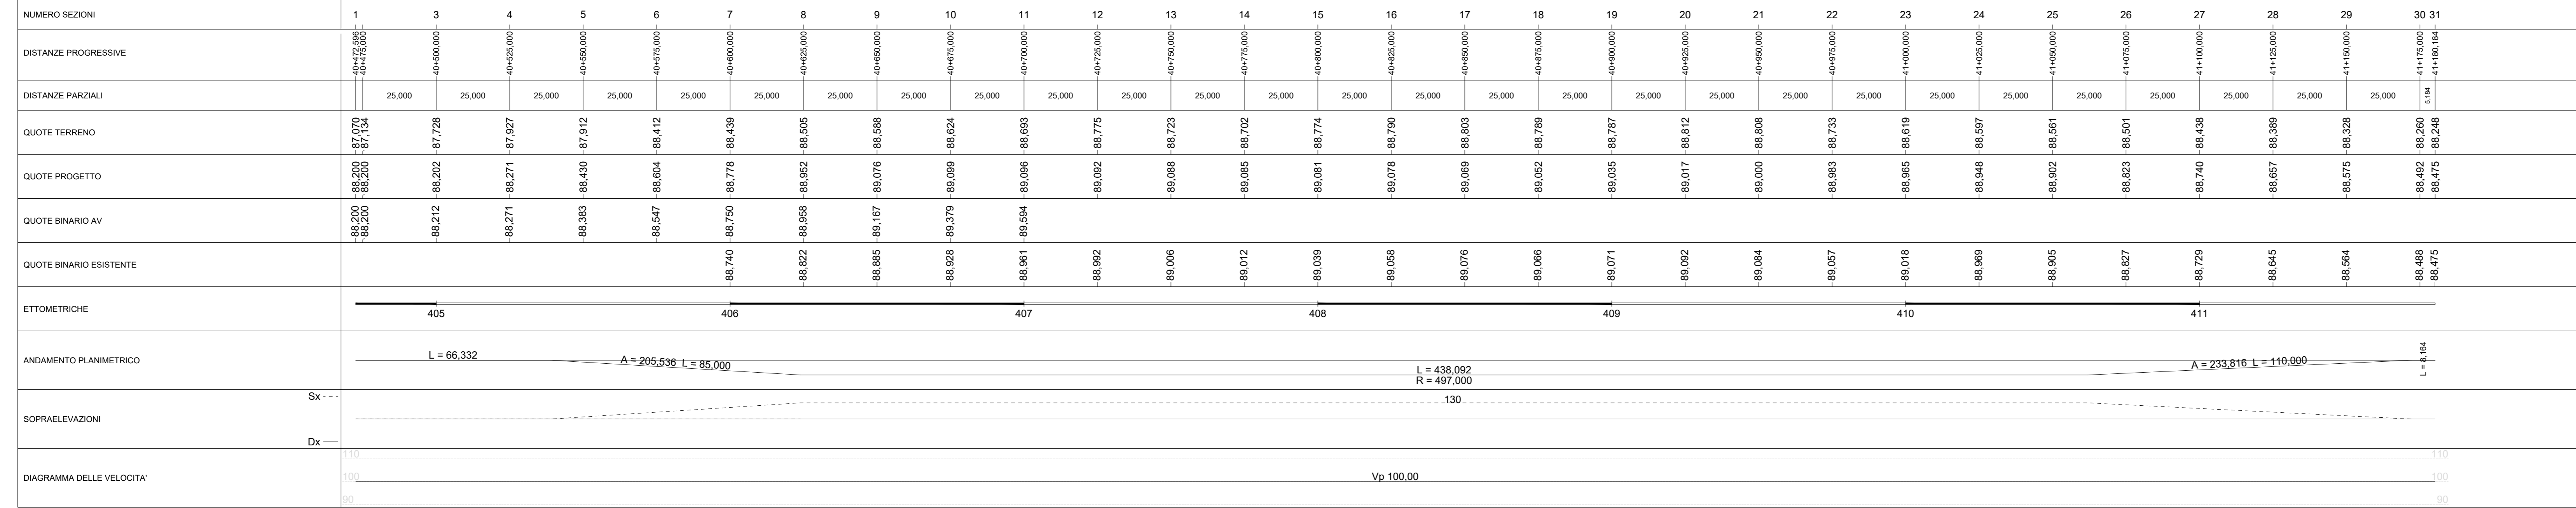 NUMERO SEZIONI 1 3 4 5 6 7 8 9 10 11 12 13 14 15 16 17 18 19 20 21 22 23 24 25 26 27 28 29 30 31
DISTANZE PROGRESSIVE 40+472,596 40+475,000 40+500,000 40+525,000 40+550,000 40+575,000 40+600,000 40+625,000 40+650,000 40+675,000 40+700,000 40+725,000 40+750,000 40+775,000 40+800,000 40+825,000 40+850,000 40+875,000 40+900,000 40+925,000 40+950,000 40+975,000 41+000,000 41+025,000 41+050,000 41+075,000 41+100,000 41+125,000 41+150,000 41+175,000 41+180,184
DISTANZE PARZIALI 25,000 25,000 25,000 25,000 25,000 25,000 25,000 25,000 25,000 25,000 25,000 25,000 25,000 25,000 25,000 25,000 25,000 25,000 25,000 25,000 25,000 25,000 25,000 25,000 25,000 25,000 25,000 25,000 5,184
QUOTE TERRENO 87,070 87,134 87,728 87,927 87,912 88,412 88,439 88,505 88,588 88,624 88,693 88,775 88,723 88,702 88,774 88,790 88,803 88,789 88,787 88,812 88,808 88,733 88,619 88,597 88,561 88,501 88,438 88,389 88,328 88,260 88,248
QUOTE PROGETTO 88,200 88,200 88,202 88,271 88,430 88,604 88,778 88,952 89,076 89,099 89,096 89,092 89,088 89,085 89,081 89,078 89,069 89,052 89,035 89,017 89,000 88,983 88,965 88,948 88,902 88,823 88,740 88,657 88,575 88,492 88,475
QUOTE BINARIO AV 88,200 88,200 88,212 88,271 88,383 88,547 88,750 88,958 89,167 89,379 89,594
QUOTE BINARIO ESISTENTE 88,740 88,822 88,885 88,928 88,961 88,992 89,006 89,012 89,039 89,058 89,076 89,066 89,071 89,092 89,084 89,057 89,018 88,969 88,905 88,827 88,729 88,645 88,564 88,488 88,475
ETTOMETRICHE 405 406 407 408 409 410 411
ANDAMENTO PLANIMETRICO L = 66,332 A = 205,536 L = 85,000 L = 438,092 A = 233,816 L = 110,000 L = 8,164
R = 497,000
Sx
SOPRAELEVAZIONI 130
Dx
110 110
DIAGRAMMA DELLE VELOCITA' 100 Vp 100,00 100
90 90